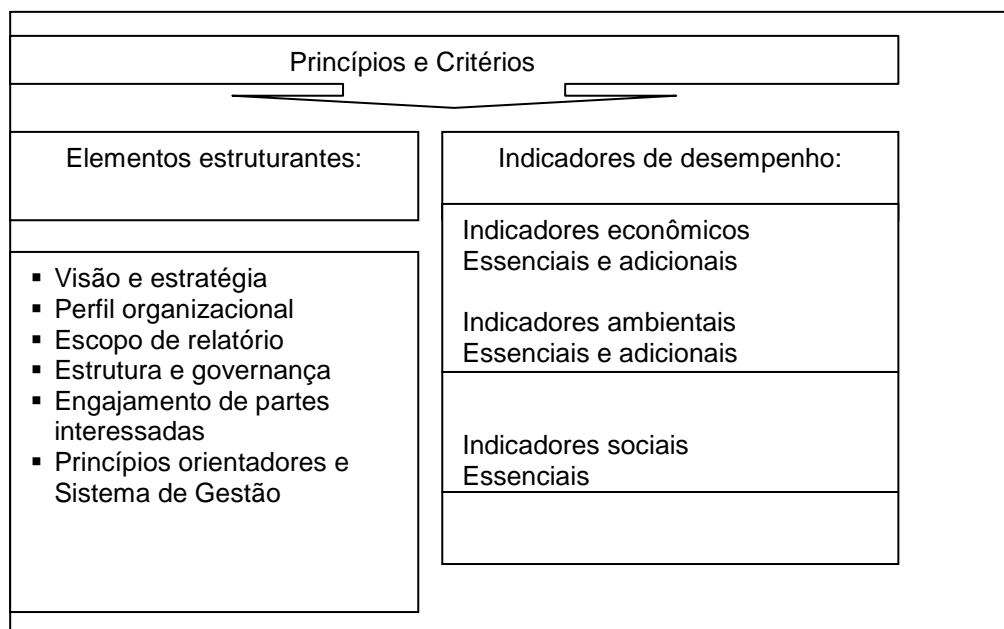 Princípios e Critérios
Elementos estruturantes:
▪ Visão e estratégia
▪ Perfil organizacional
▪ Escopo de relatório
▪ Estrutura e governança
▪ Engajamento de partes
interessadas
▪ Princípios orientadores e
Sistema de Gestão
Indicadores de desempenho:
Indicadores econômicos
Essenciais e adicionais
Indicadores ambientais
Essenciais e adicionais
Indicadores sociais
Essenciais